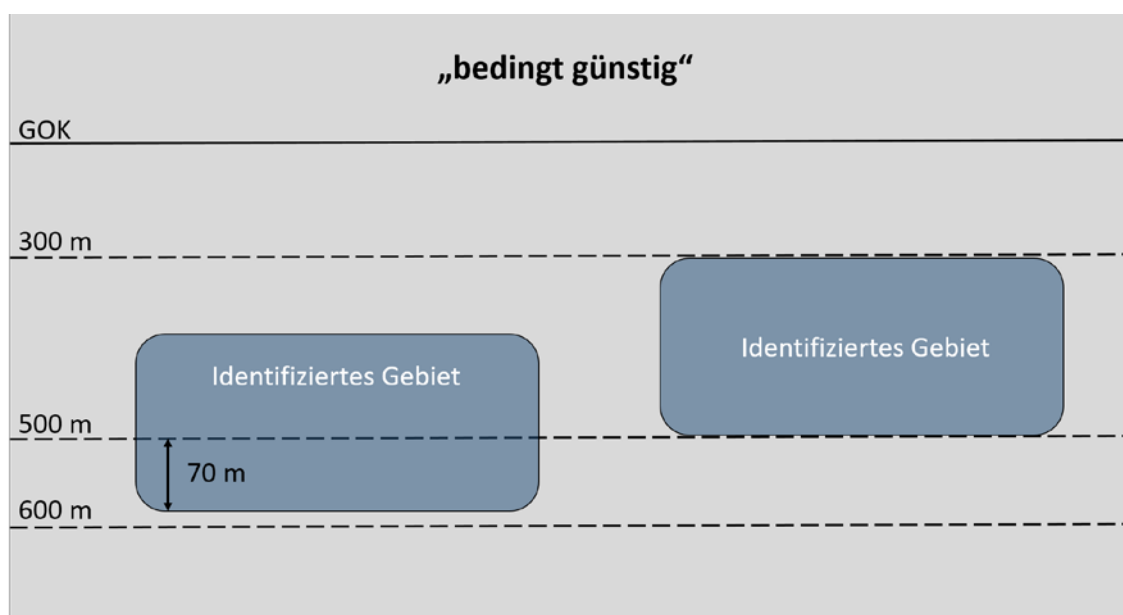 „bedingt günstig“
GOK
300 m
Identifiziertes Gebiet
Identifiziertes Gebiet
500 m
70 m
600 m